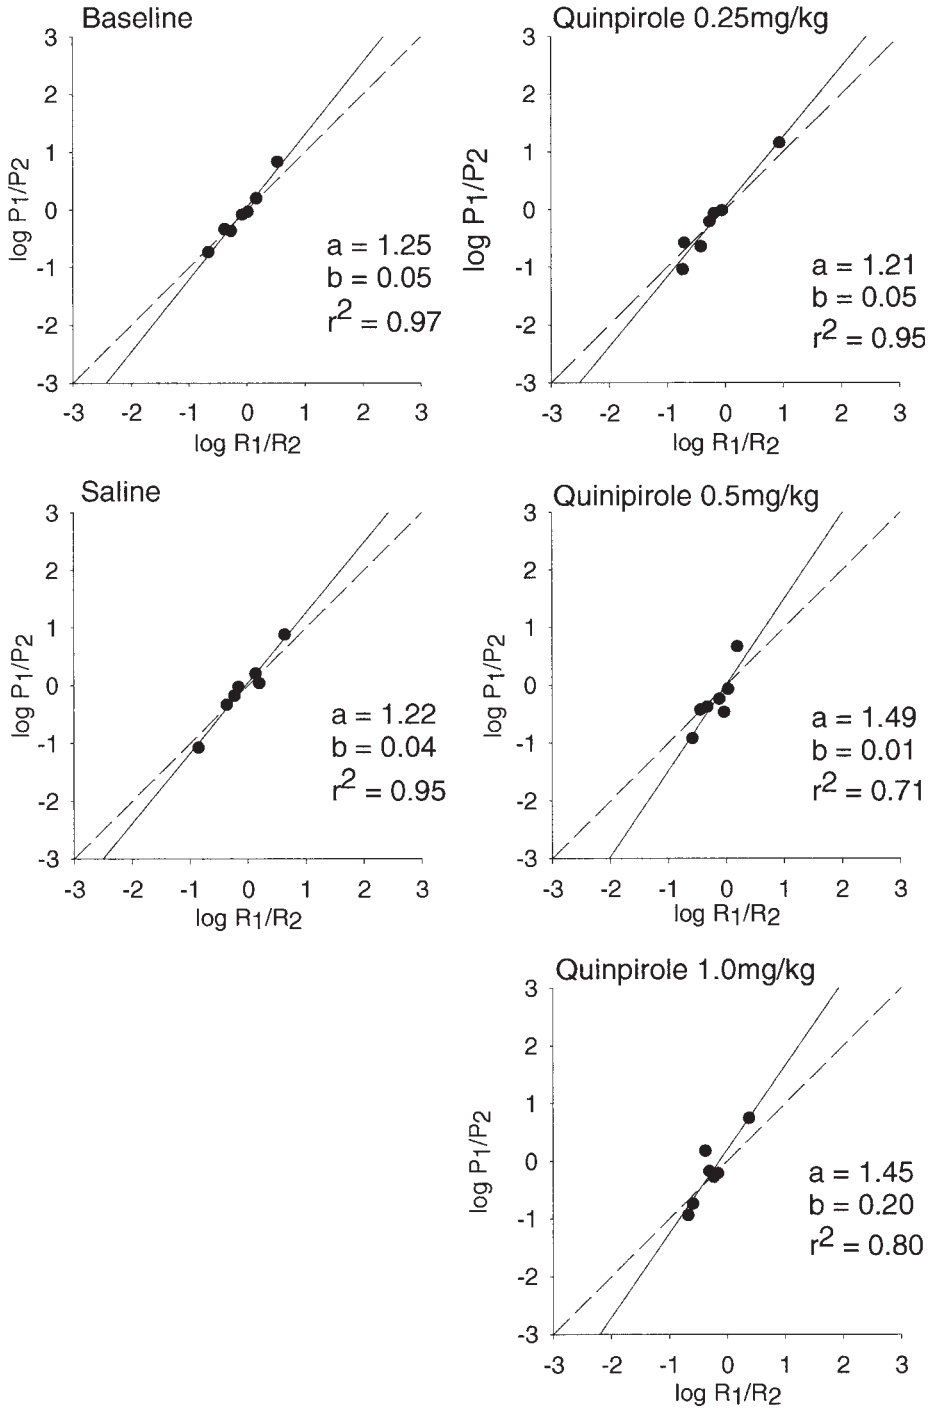 Baseline
3
2
1
0
-1
-2
-3
log P1/P2
a = 1.25
b = 0.05
r2 = 0.97
-3 -2 -1 0 1 2 3
log R1/R2
Quinpirole 0.25mg/kg
3
2
1
0
-1
-2
-3
log P1/P2
a = 1.21
b = 0.05
r2 = 0.95
-3 -2 -1 0 1 2 3
log R1/R2
Saline
3
2
1
0
-1
-2
-3
log P1/P2
a = 1.22
b = 0.04
r2 = 0.95
-3 -2 -1 0 1 2 3
log R1/R2
Quinipirole 0.5mg/kg
3
2
1
0
-1
-2
-3
log P1/P2
a = 1.49
b = 0.01
r2 = 0.71
-3 -2 -1 0 1 2 3
log R1/R2
Quinpirole 1.0mg/kg
3
2
1
0
-1
-2
-3
log P1/P2
a = 1.45
b = 0.20
r2 = 0.80
-3 -2 -1 0 1 2 3
log R1/R2